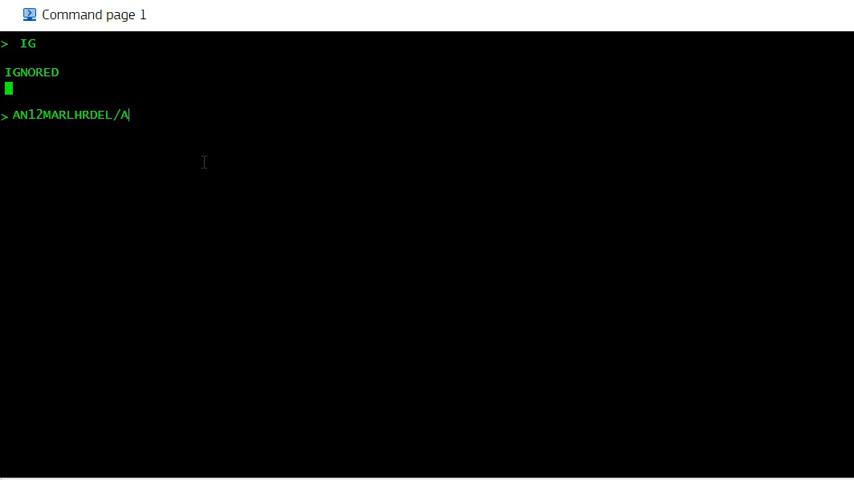 Command page 1
> IG
IGNORED
> AN12MARLHRDEL/A